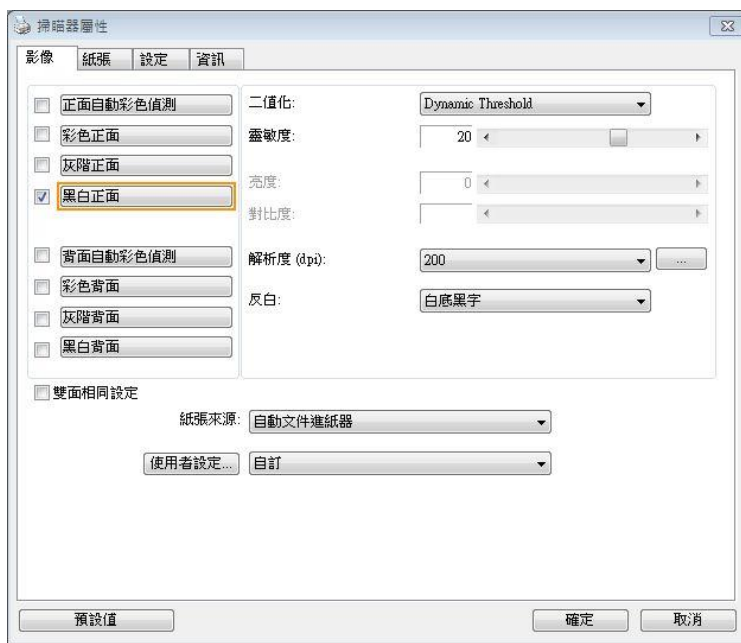 掃瞄器屬性
影像 紙張 設定 資訊
正面自動彩色偵測
彩色正面
灰階正面
黑白正面
背面自動彩色偵測
彩色背面
灰階背面
黑白背面
二值化: Dynamic Threshold
靈敏度: 20
亮度: 0
對比度:
解析度 (dpi): 200 ...
反白: 白底黑字
雙面相同設定
紙張來源: 自動文件進紙器
使用者設定... 自訂
預設值 確定 取消